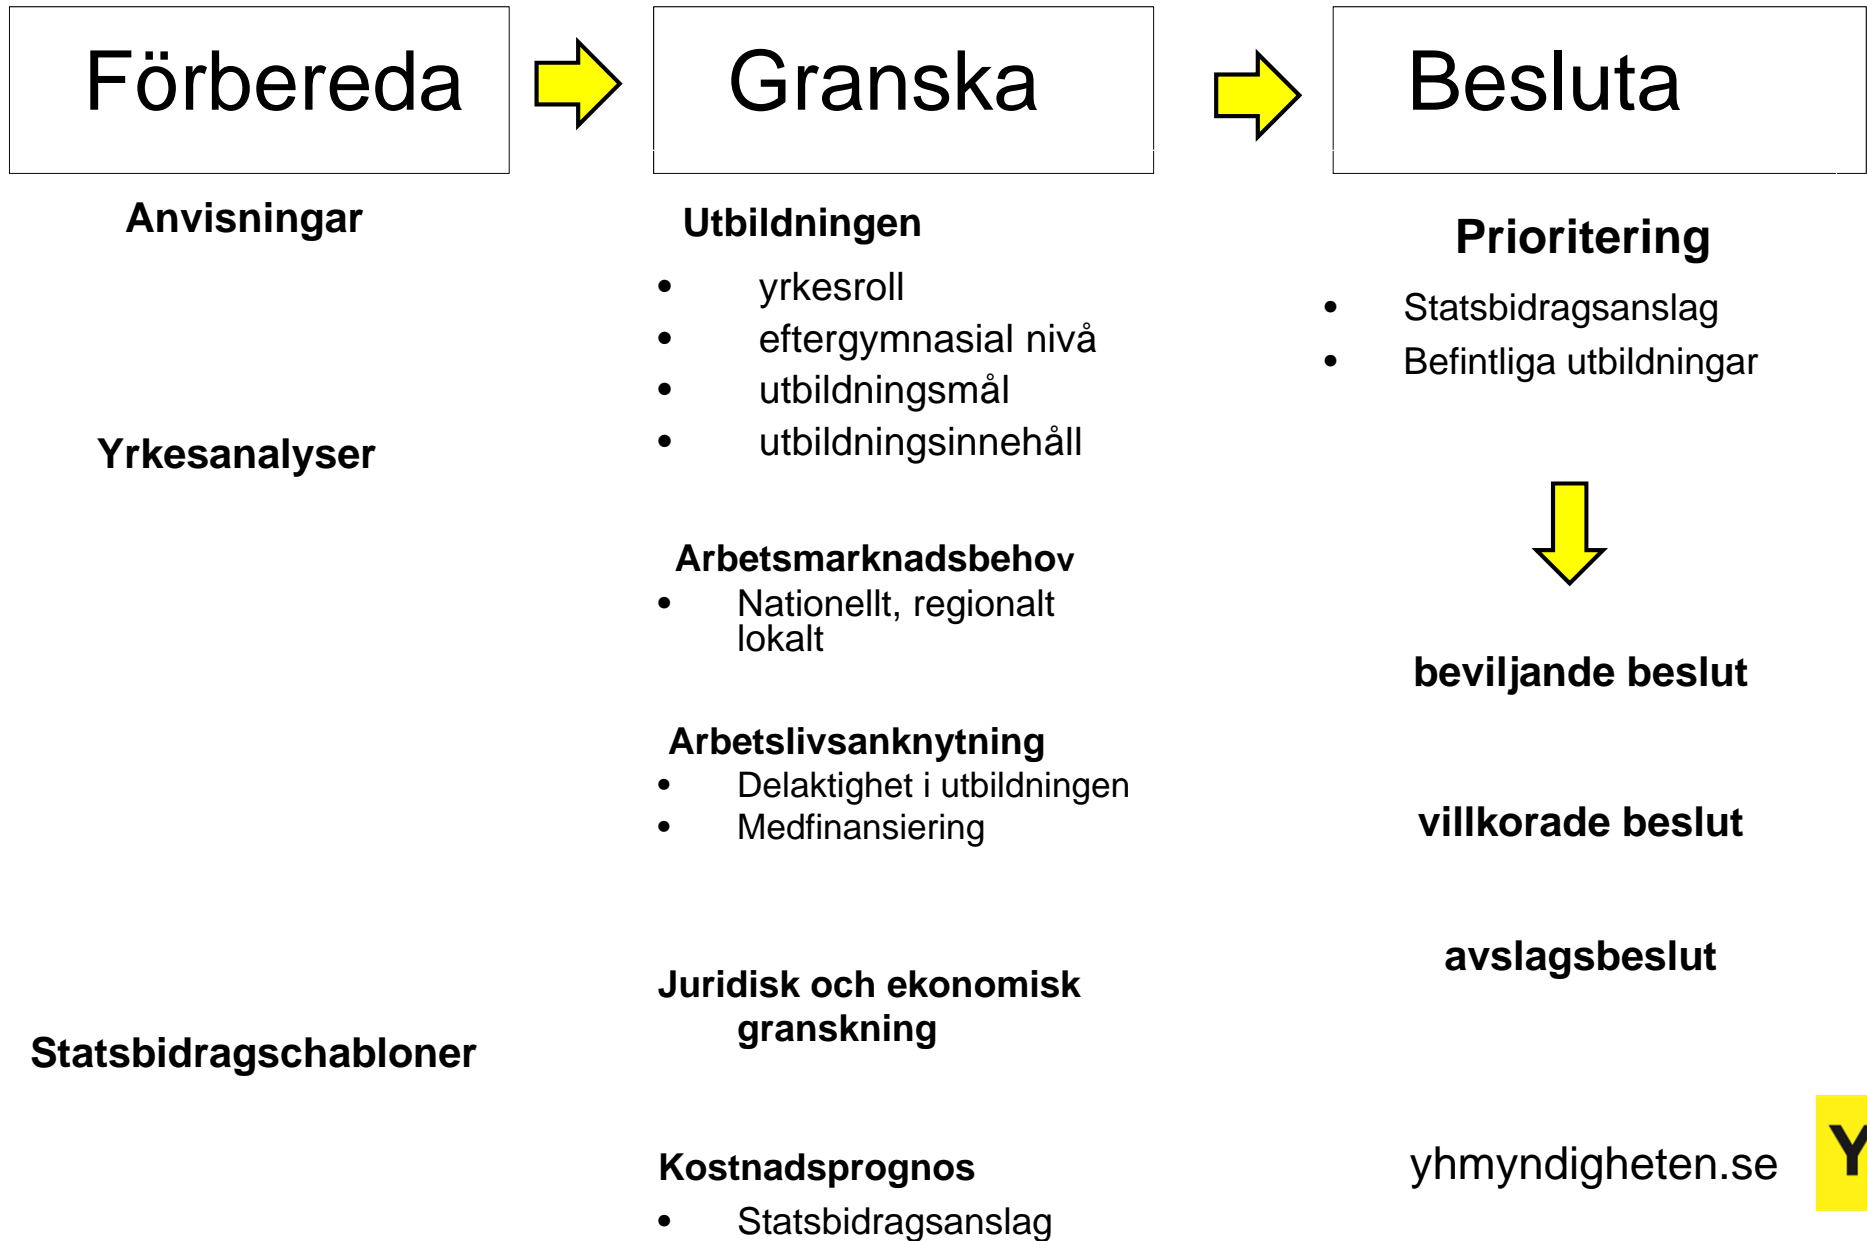 Förbereda
Granska
Besluta
Anvisningar
Yrkesanalyser
Statsbidragschabloner
Utbildningen
• yrkesroll
• eftergymnasial nivå
• utbildningsmål
• utbildningsinnehåll
Arbetsmarknadsbehov
• Nationellt, regionalt
lokalt
Arbetslivsanknytning
• Delaktighet i utbildningen
• Medfinansiering
Juridisk och ekonomisk
granskning
Kostnadsprognos
• Statsbidragsanslag
Prioritering
• Statsbidragsanslag
• Befintliga utbildningar
beviljande beslut
villkorade beslut
avslagsbeslut
yhmyndigheten.se
Y